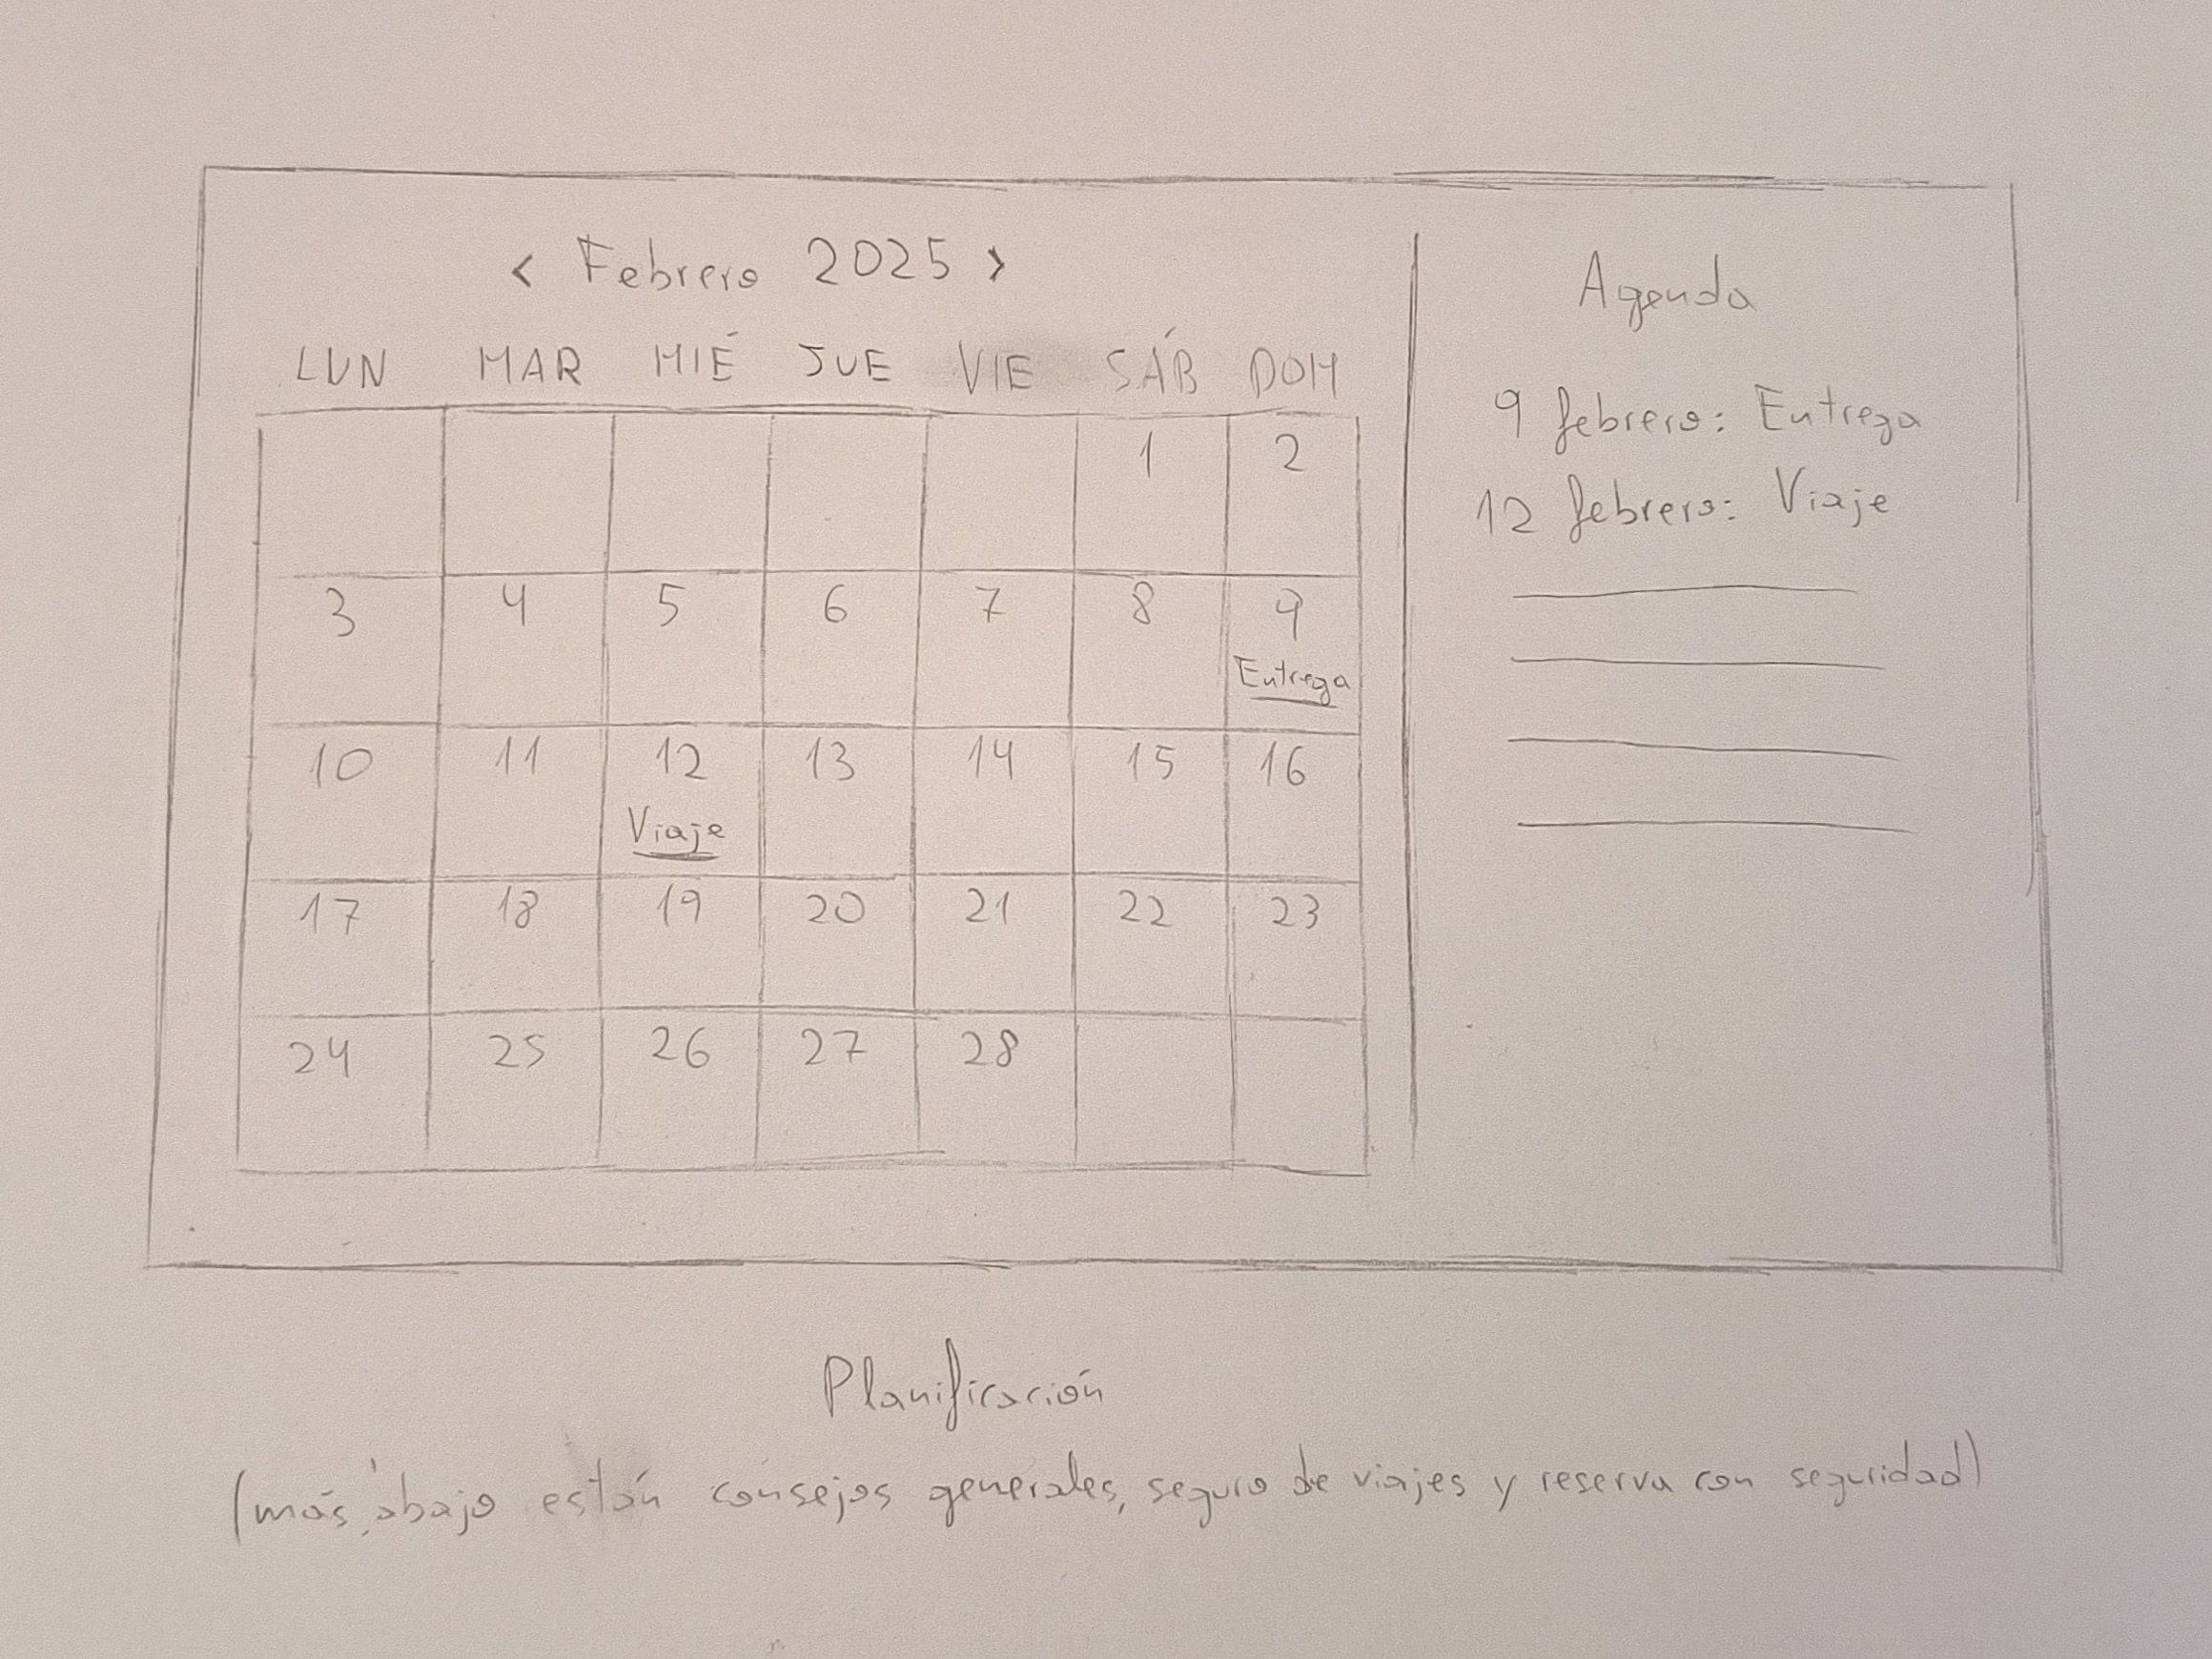 < Febrero 2025 >
LUN MAR MIÉ JUE VIE SÁB DOM
1 2
3 4 5 6 7 8 9
Entrega
10 11 12 13 14 15 16
Viaje
17 18 19 20 21 22 23
24 25 26 27 28
Agenda
9 febrero: Entrega
12 febrero: Viaje
Planificación
(más abajo están consejos generales, seguro de viajes y reserva con seguridad)